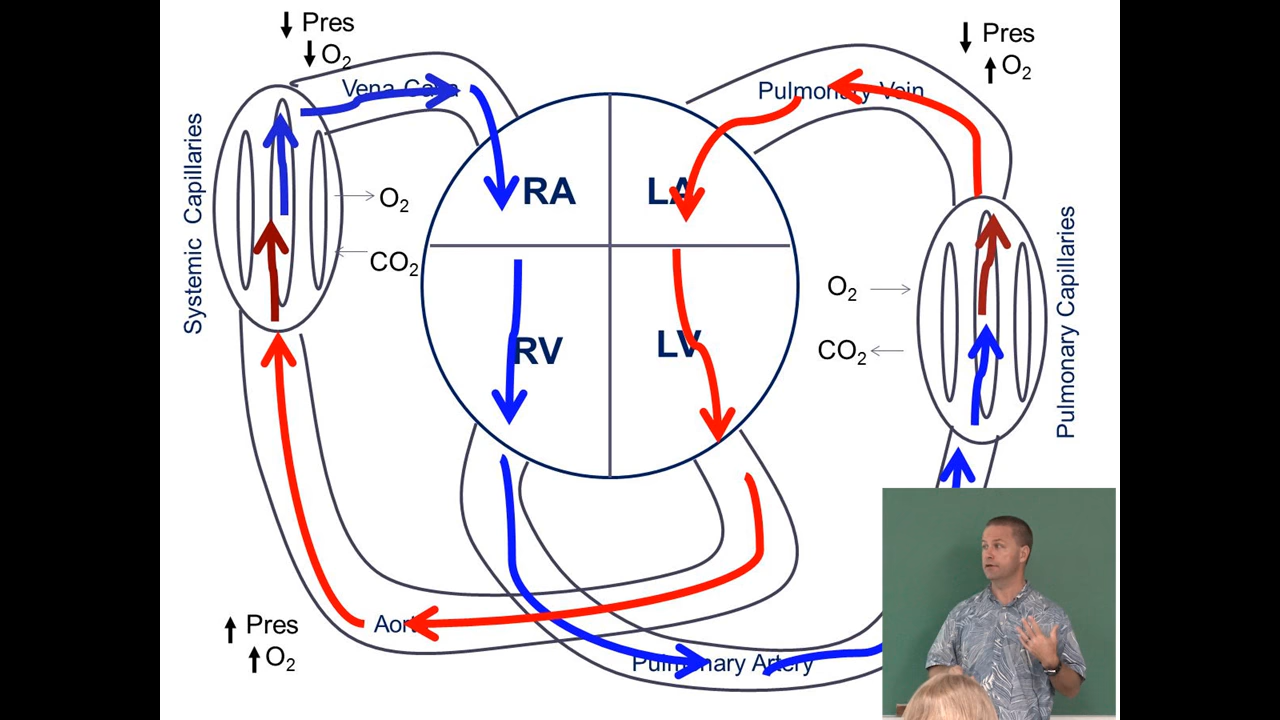 ↓ Pres
↓ O₂
Vena Cava
Pulmonary Vein
↓ Pres
↑ O₂
Systemic Capillaries
O₂
CO₂
RA
LA
RV
LV
O₂
CO₂
Pulmonary Capillaries
↑ Pres
↑ O₂
Aorta
Pulmonary Artery